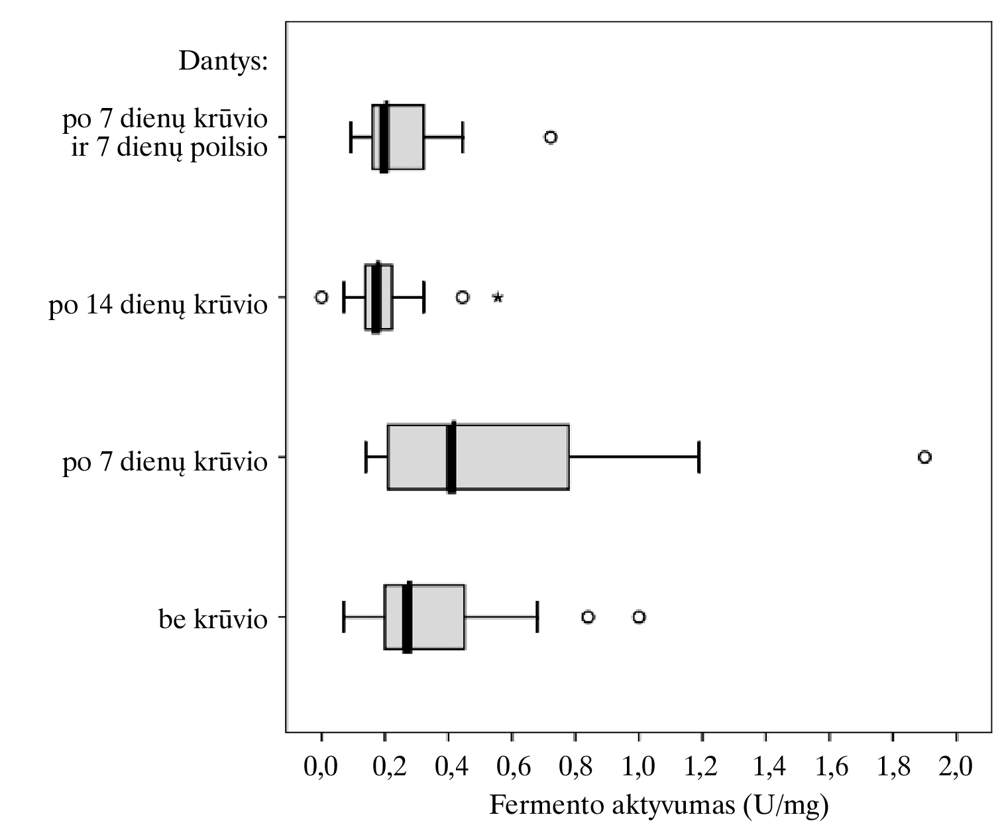 Dantys:
po 7 dienų krūvio
ir 7 dienų poilsio
po 14 dienų krūvio
po 7 dienų krūvio
be krūvio
0,0 0,2 0,4 0,6 0,8 1,0 1,2 1,4 1,6 1,8 2,0
Fermento aktyvumas (U/mg)